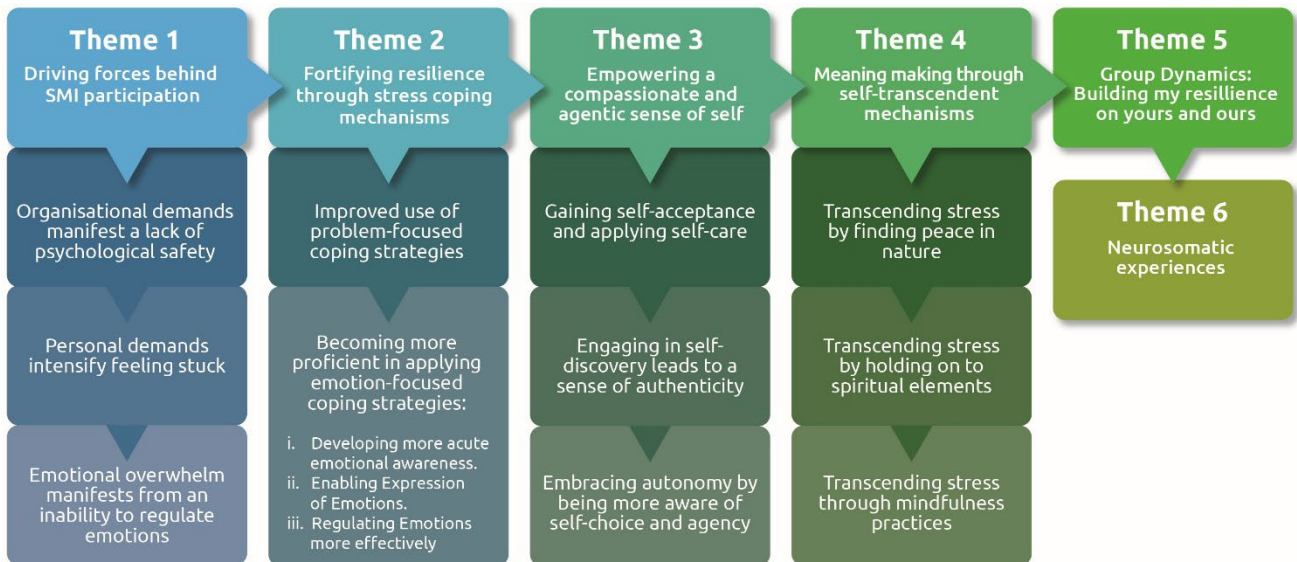 Theme 1
Driving forces behind
SMI participation
Organisational demands
manifest a lack of
psychological safety
Personal demands
intensify feeling stuck
Emotional overwhelm
manifests from an
inability to regulate
emotions
Theme 2
Fortifying resilience
through stress coping
mechanisms
Improved use of
problem-focused
coping strategies
Becoming more
proficient in applying
emotion-focused
coping strategies:
i. Developing more acute
emotional awareness.
ii. Enabling Expression
of Emotions.
iii. Regulating Emotions
more effectively
Theme 3
Empowering a
compassionate and
agentic sense of self
Gaining self-acceptance
and applying self-care
Engaging in self-
discovery leads to a
sense of authenticity
Embracing autonomy by
being more aware of
self-choice and agency
Theme 4
Meaning making through
self-transcendent
mechanisms
Transcending stress
by finding peace in
nature
Transcending stress
by holding on to
spiritual elements
Transcending stress
through mindfulness
practices
Theme 5
Group Dynamics:
Building my resillience
on yours and ours
Theme 6
Neurosomatic
experiences